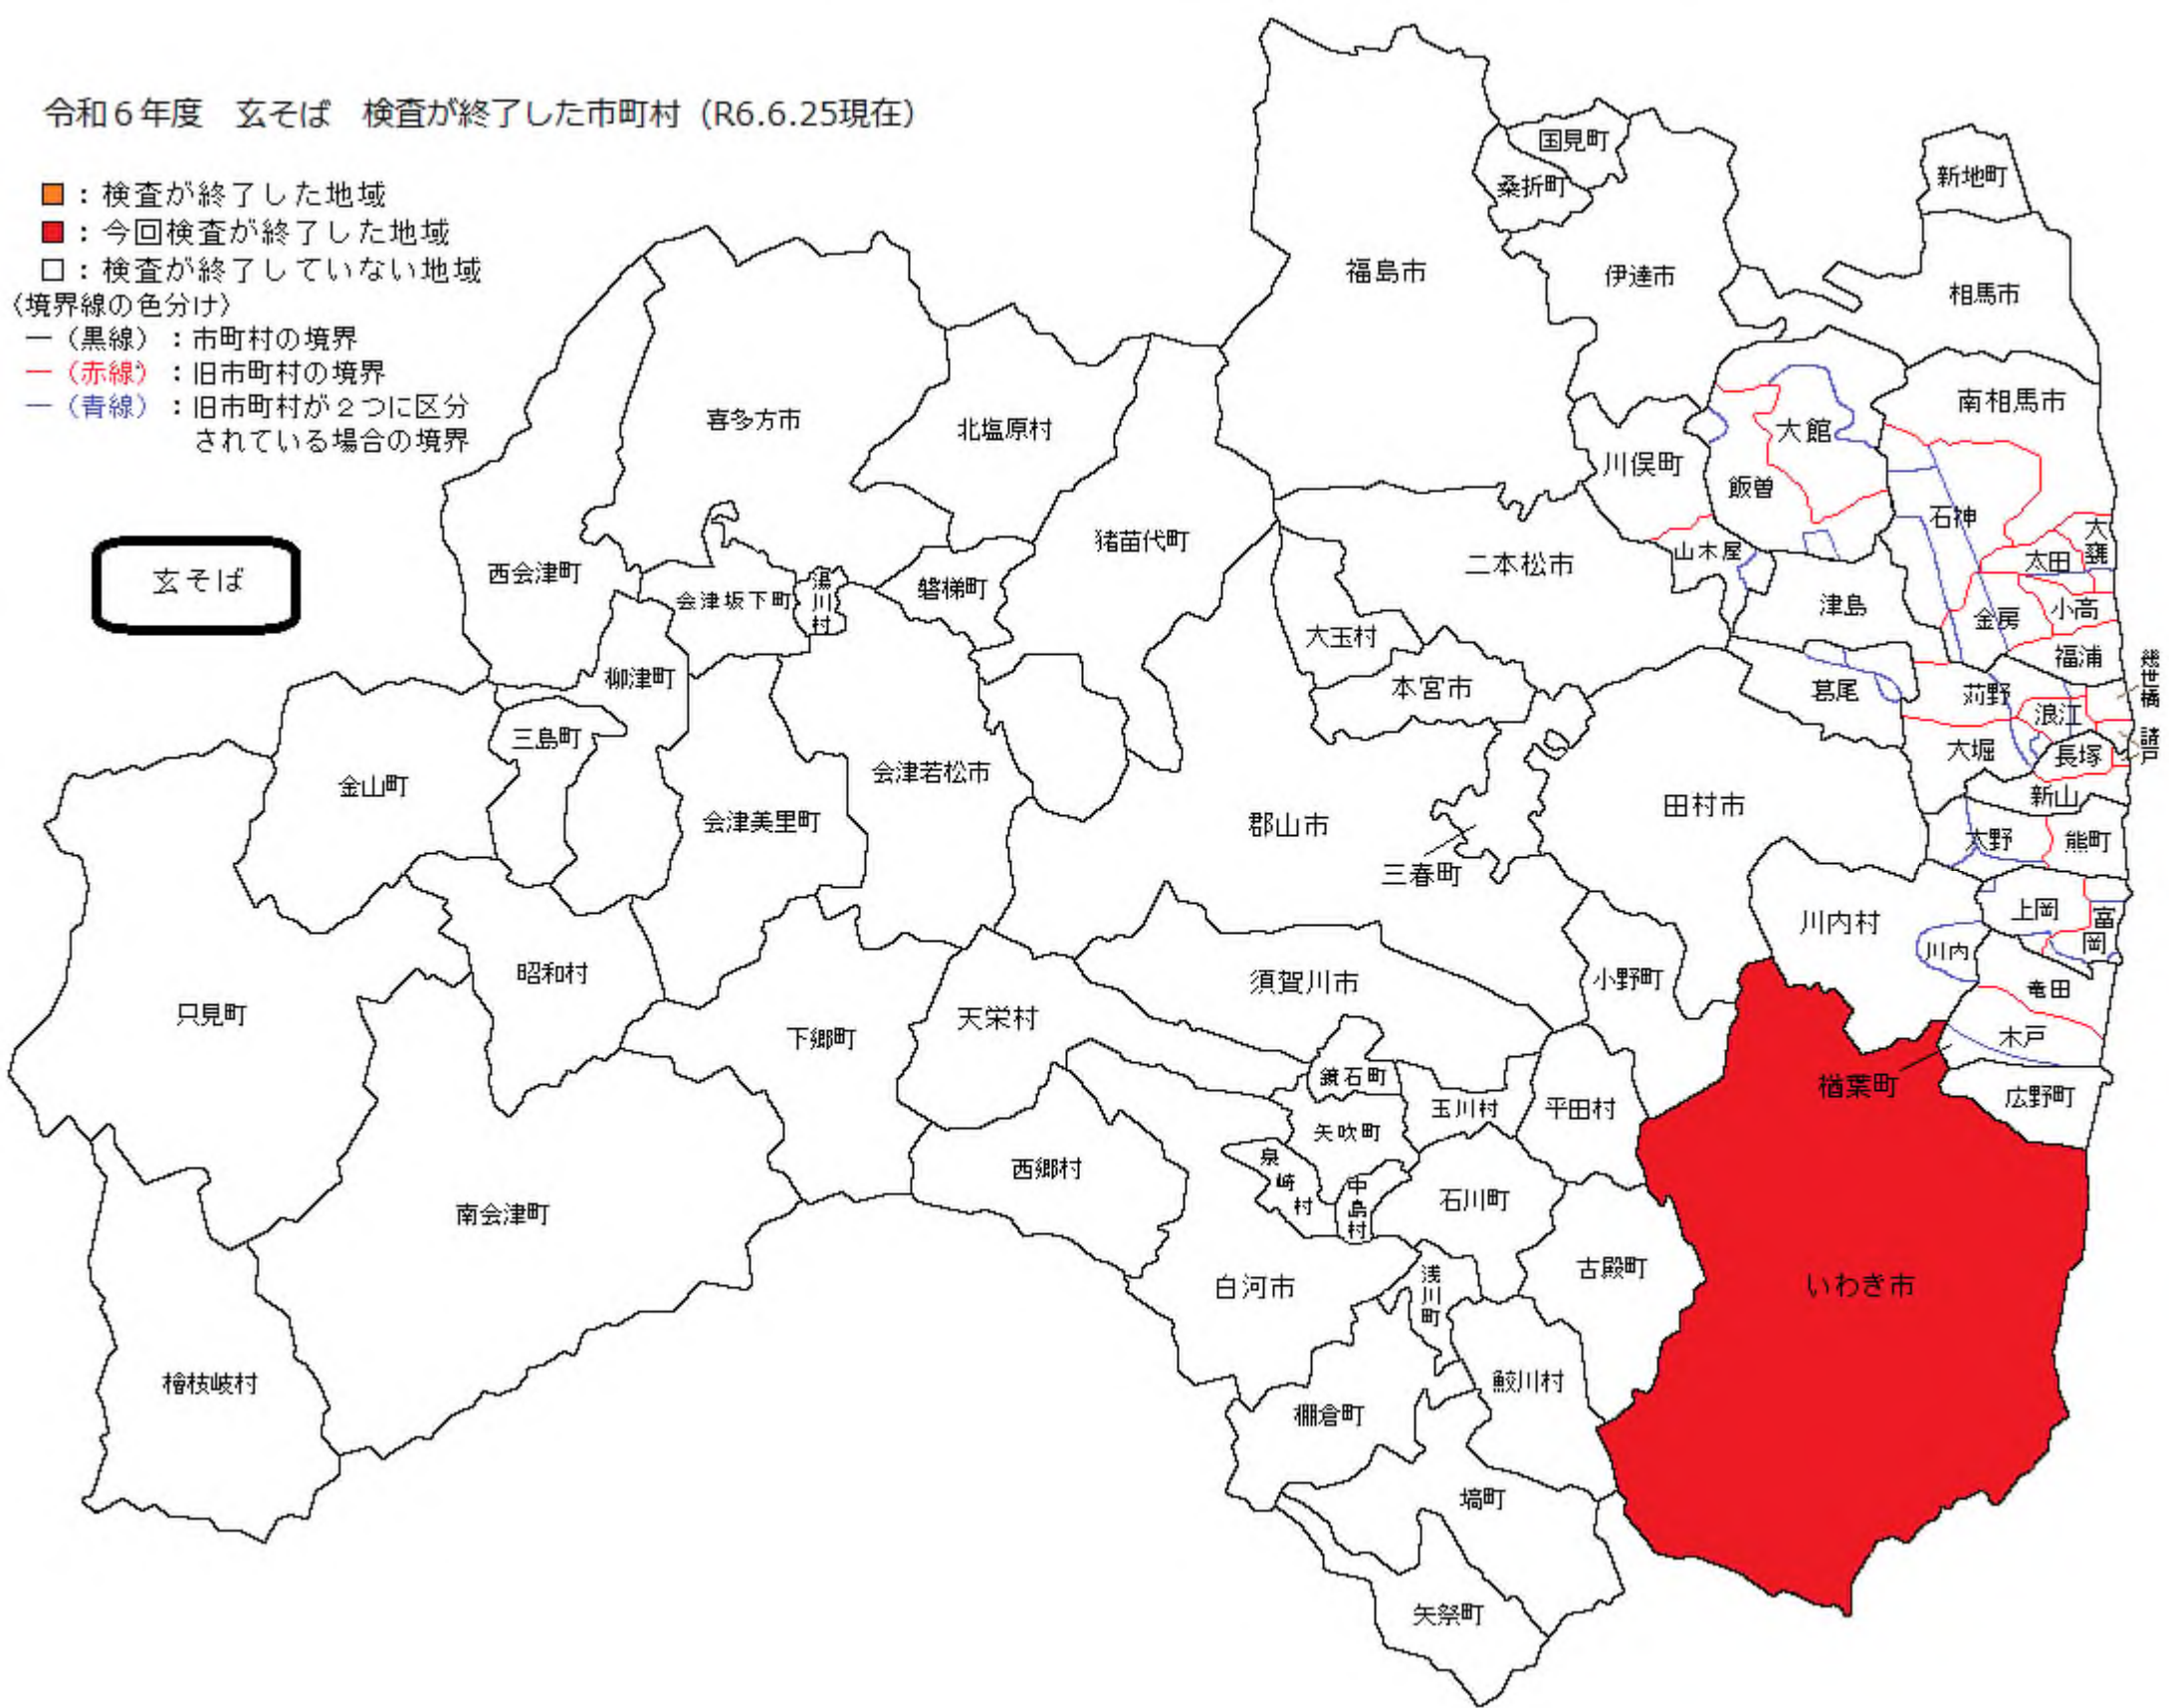 令和６年度　玄そば　検査が終了した市町村（R6.6.25現在）
■：検査が終了した地域
■：今回検査が終了した地域
□：検査が終了していない地域
〈境界線の色分け〉
―（黒線）：市町村の境界
―（赤線）：旧市町村の境界
―（青線）：旧市町村が２つに区分
されている場合の境界
玄そば
国見町
桑折町
新地町
福島市
伊達市
相馬市
喜多方市
北塩原村
川俣町
大館
飯曽
南相馬市
石神
大甕
太田
猪苗代町
二本松市
山木屋
西会津町
会津坂下町
湯川村
磐梯町
津島
金房
小高
大玉村
本宮市
福浦
幾世橋
柳津町
葛尾
苅野
浪江
請戸
三島町
大堀
長塚
金山町
会津若松市
会津美里町
郡山市
三春町
田村市
新山
大野
熊町
川内村
上岡
富岡
川内
昭和村
只見町
下郷町
天栄村
須賀川市
小野町
竜田
木戸
楢葉町
広野町
鏡石町
玉川村
平田村
矢吹町
泉崎村
中島村
西郷村
石川町
南会津町
古殿町
白河市
浅川町
いわき市
檜枝岐村
棚倉町
鮫川村
塙町
矢祭町